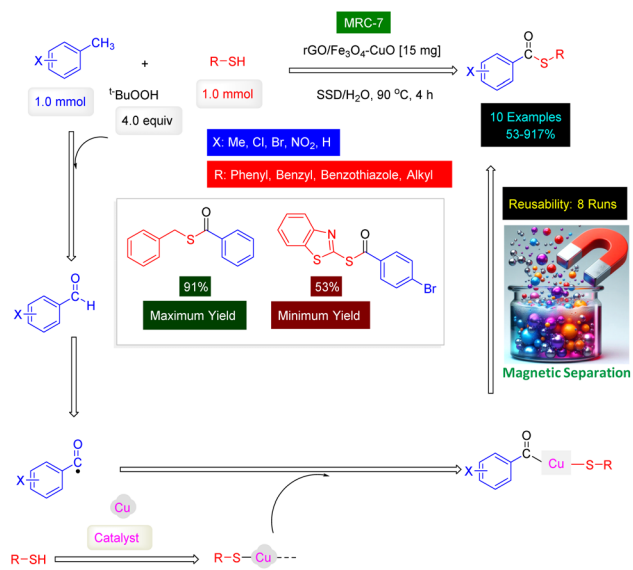 MRC-7
CH3
X
+
R-SH
rGO/Fe3O4-CuO [15 mg]
O
C
S
R
X
1.0 mmol
t-BuOOH
1.0 mmol
SSD/H2O, 90 oC, 4 h
4.0 equiv
10 Examples
53-917%
X: Me, Cl, Br, NO2, H
R: Phenyl, Benzyl, Benzothiazole, Alkyl
Reusability: 8 Runs
O
S
N
S
S
O
Br
91%
53%
Maximum Yield
Minimum Yield
O
C
H
X
Magnetic Separation
O
C
X
O
C
Cu
S-R
X
Cu
Catalyst
R-SH
R-S-Cu---